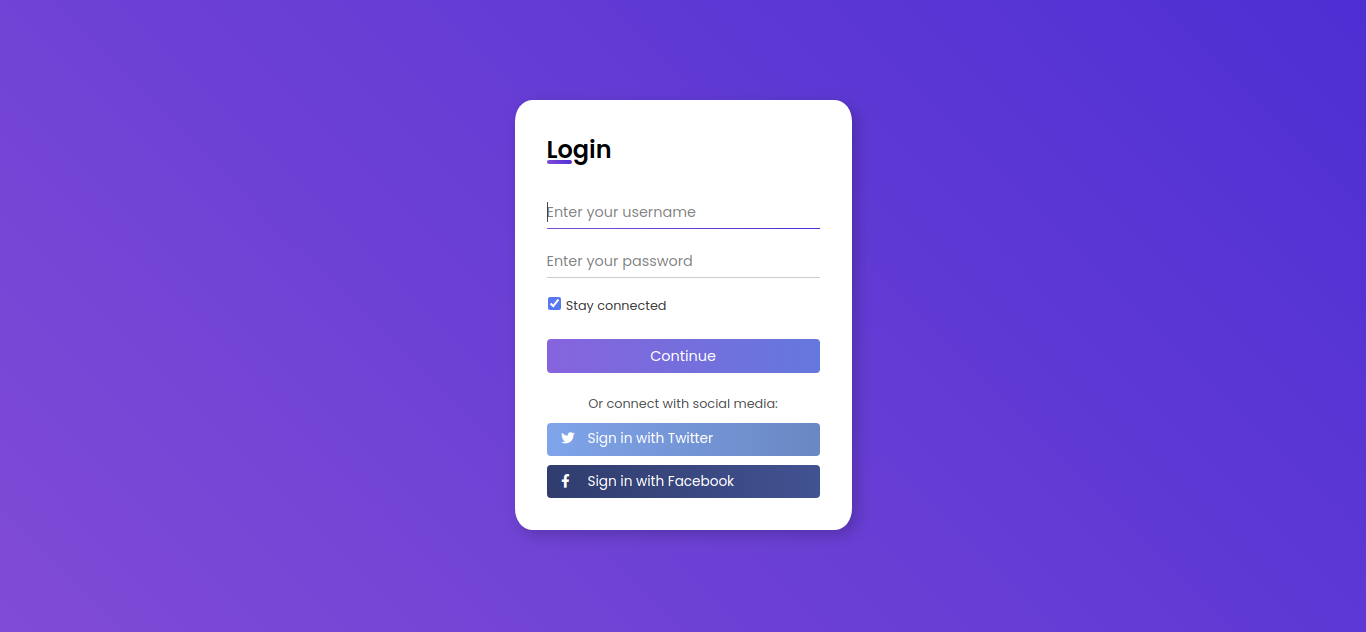 Login
Enter your username
Enter your password
Stay connected
Continue
Or connect with social media:
Sign in with Twitter
Sign in with Facebook